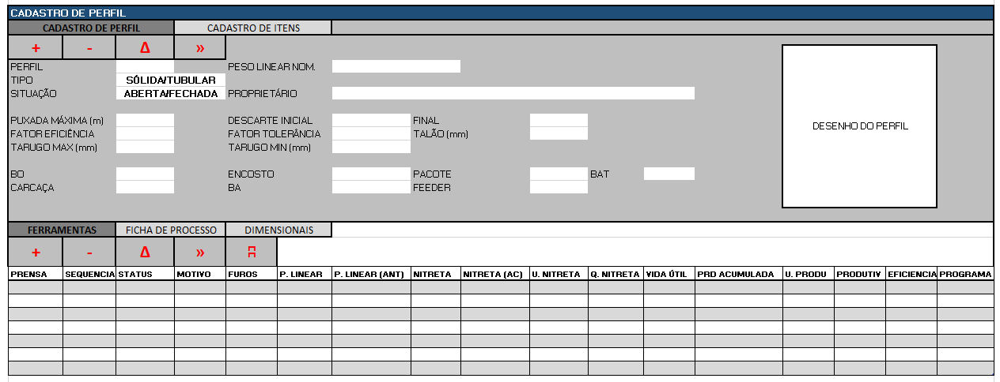 CADASTRO DE PERFIL
CADASTRO DE PERFIL CADASTRO DE ITENS
+ - Δ »
PERFIL PESO LINEAR NOM.
TIPO SÓLIDA/TUBULAR
SITUAÇÃO ABERTA/FECHADA PROPRIETÁRIO
PUXADA MÁXIMA (m) DESCARTE INICIAL FINAL
DESENHO DO PERFIL
FATOR EFICIÊNCIA FATOR TOLERÂNCIA TALÃO (mm)
TARUGO MAX (mm) TARUGO MIN (mm)
BO ENCOSTO PACOTE BAT
CARCAÇA BA FEEDER
FERRAMENTAS FICHA DE PROCESSO DIMENSIONAIS
+ - Δ »
PRENSA SEQUENCIA STATUS MOTIVO FUROS P. LINEAR P. LINEAR (ANT) NITRETA NITRETA (AC) U. NITRETA Q. NITRETA VIDA ÚTIL PRD ACUMULADA U. PRODU PRODUTIV EFICIENCIA PROGRAMA